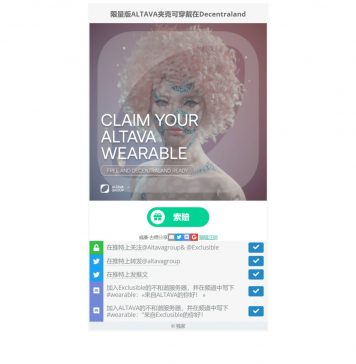 限量版ALTAVA夹克可穿戴在Decentraland
CLAIM YOUR
ALTAVA
WEARABLE
FREE AND DECENTRALAND READY
ALTAVA
GROUP
索赔
在推特上关注@Altavagroup& @Exclusible
在推特上转发@altavagroup
在推特上发推文
加入Exclusible的不和谐服务器，并在频道中写下
#wearable：«来自ALTAVA的你好！»
加入ALTAVA的不和谐服务器，并在频道中写下
#wearable：“来自Exclusible的你好！